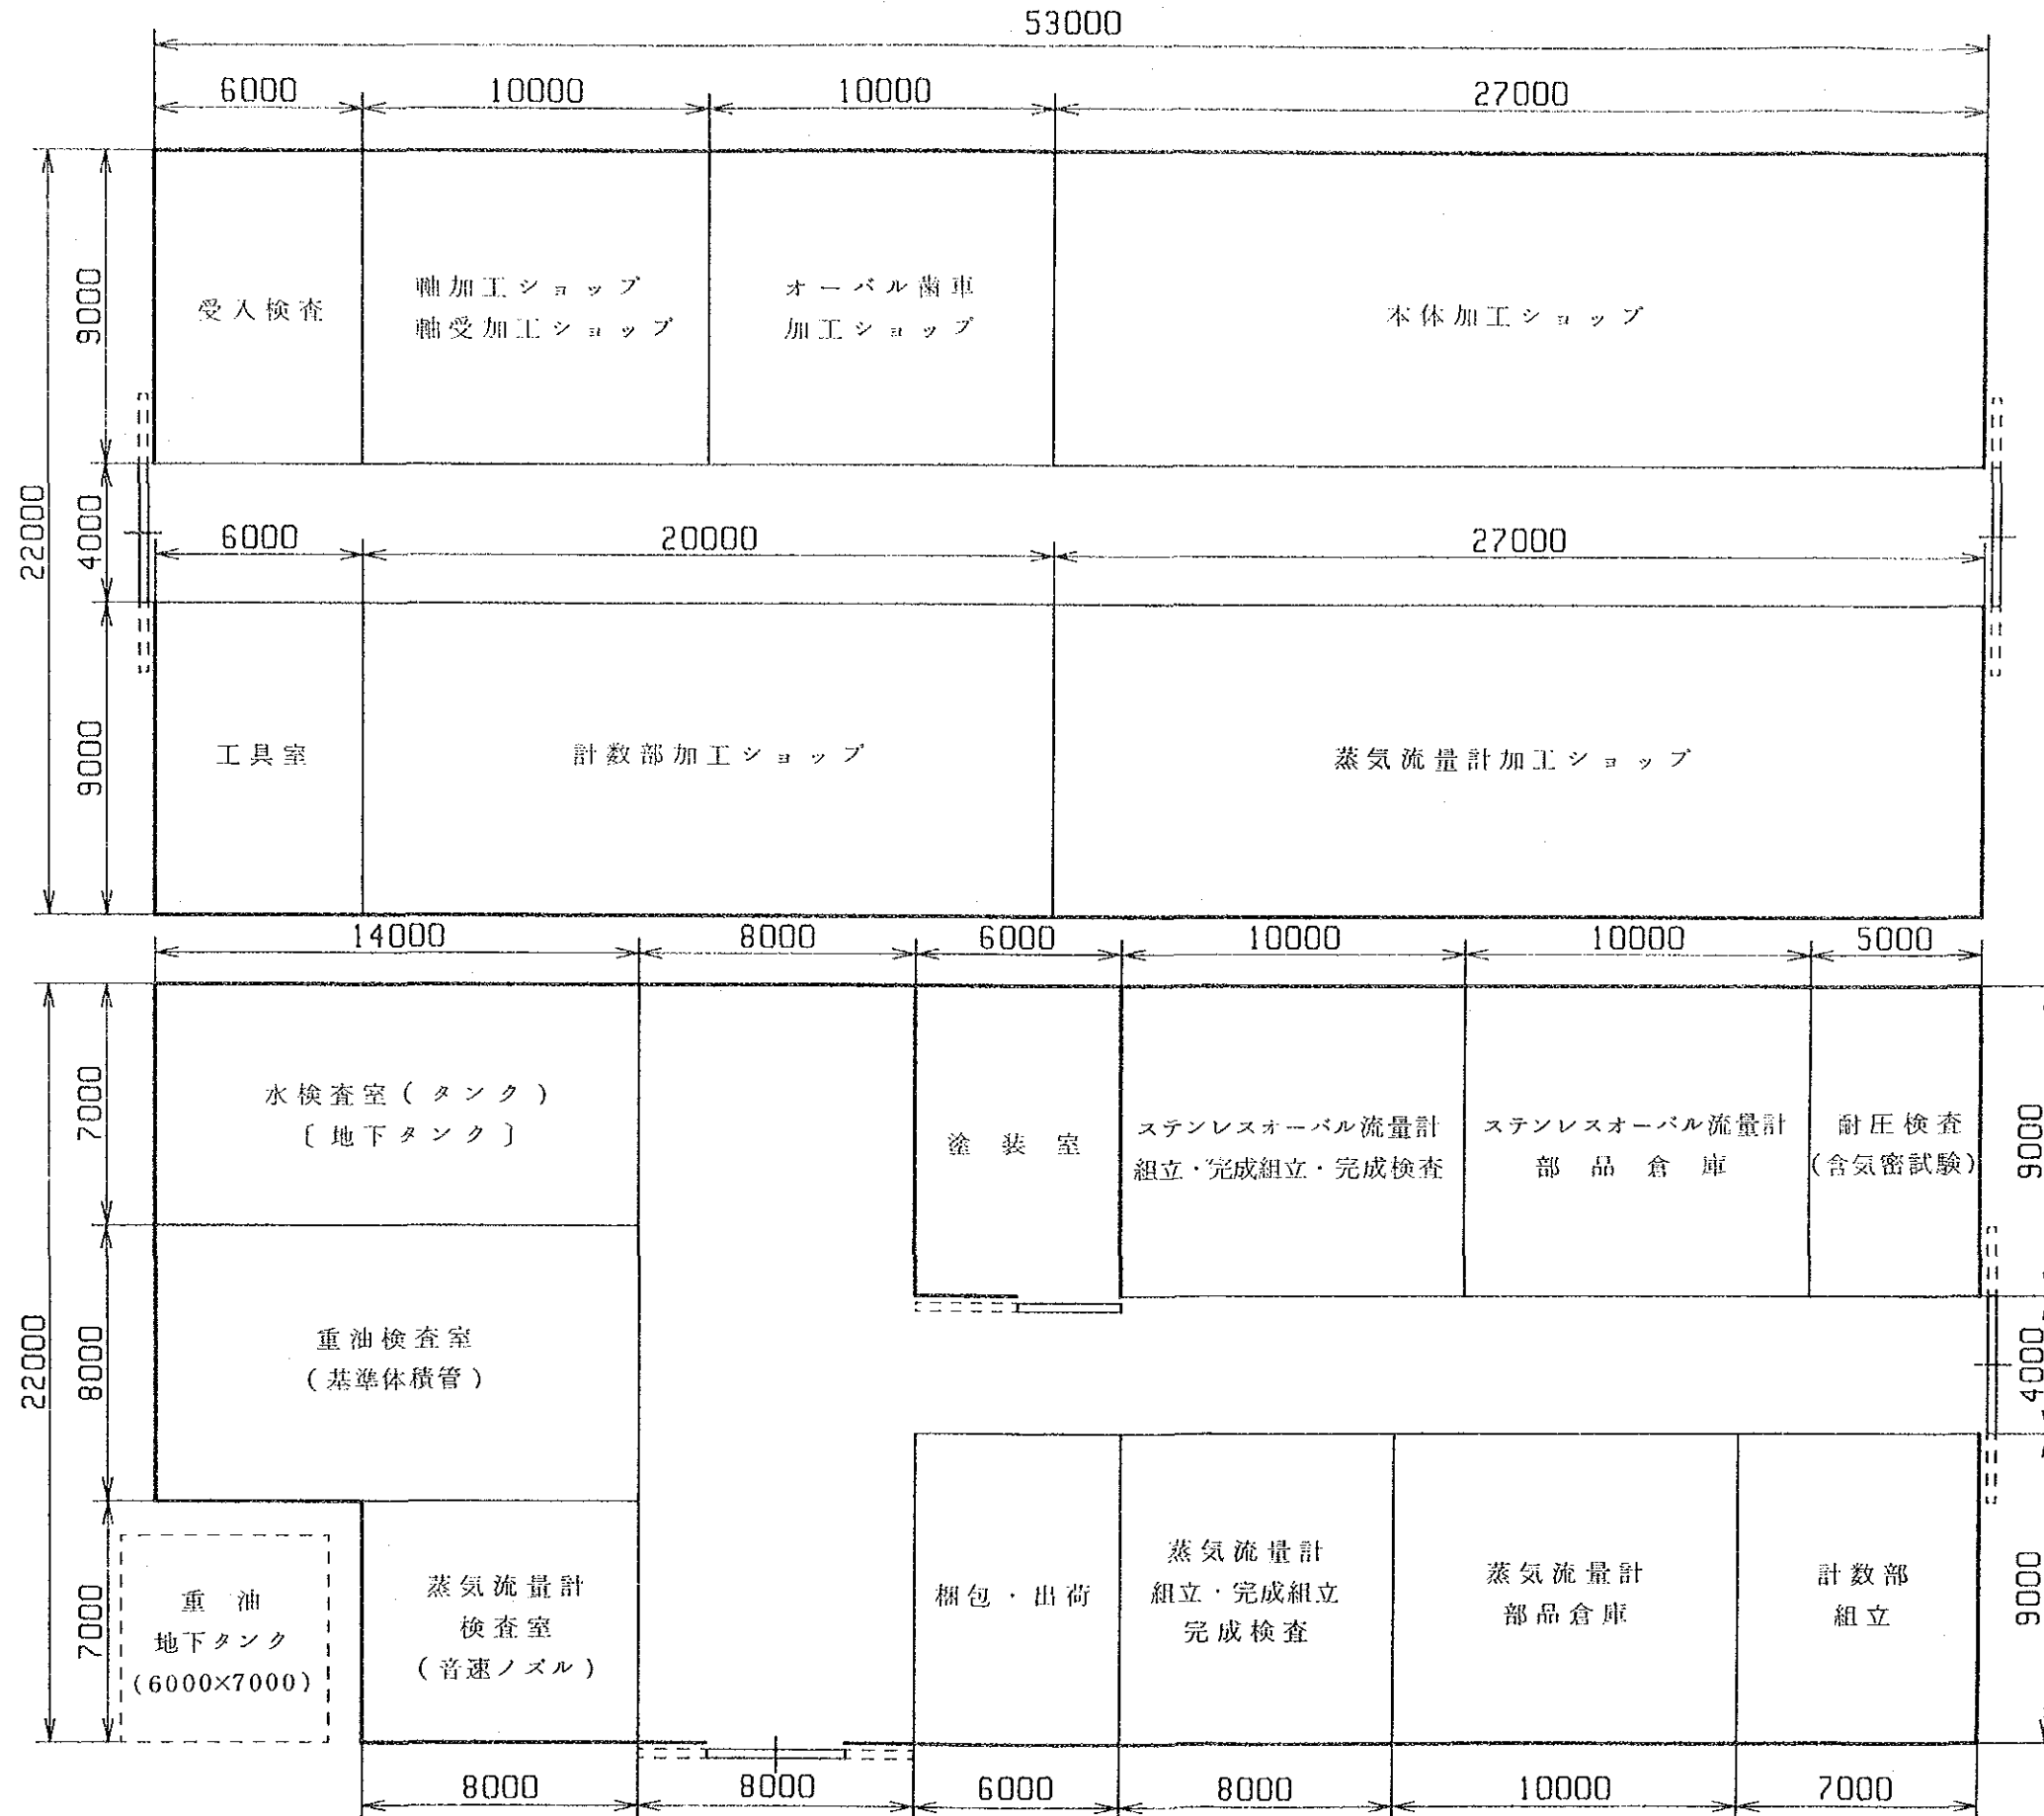 53000
6000
10000
10000
27000
22000
9000
4000
9000
受入検査
軸加工ショップ
軸受加工ショップ
オーバル歯車
加工ショップ
本体加工ショップ
6000
20000
27000
工具室
計数部加工ショップ
蒸気流量計加工ショップ
14000
8000
6000
10000
10000
5000
22000
7000
8000
7000
水検査室(タンク)
〔地下タンク〕
塗装室
ステンレスオーバル流量計
組立・完成組立・完成検査
ステンレスオーバル流量計
部品倉庫
耐圧検査
(含気密試験)
9000
4000
9000
重油検査室
(基準体積管)
重油
地下タンク
(6000×7000)
蒸気流量計
検査室
(音速ノズル)
梱包・出荷
蒸気流量計
組立・完成組立
完成検査
蒸気流量計
部品倉庫
計数部
組立
8000
8000
6000
8000
10000
7000